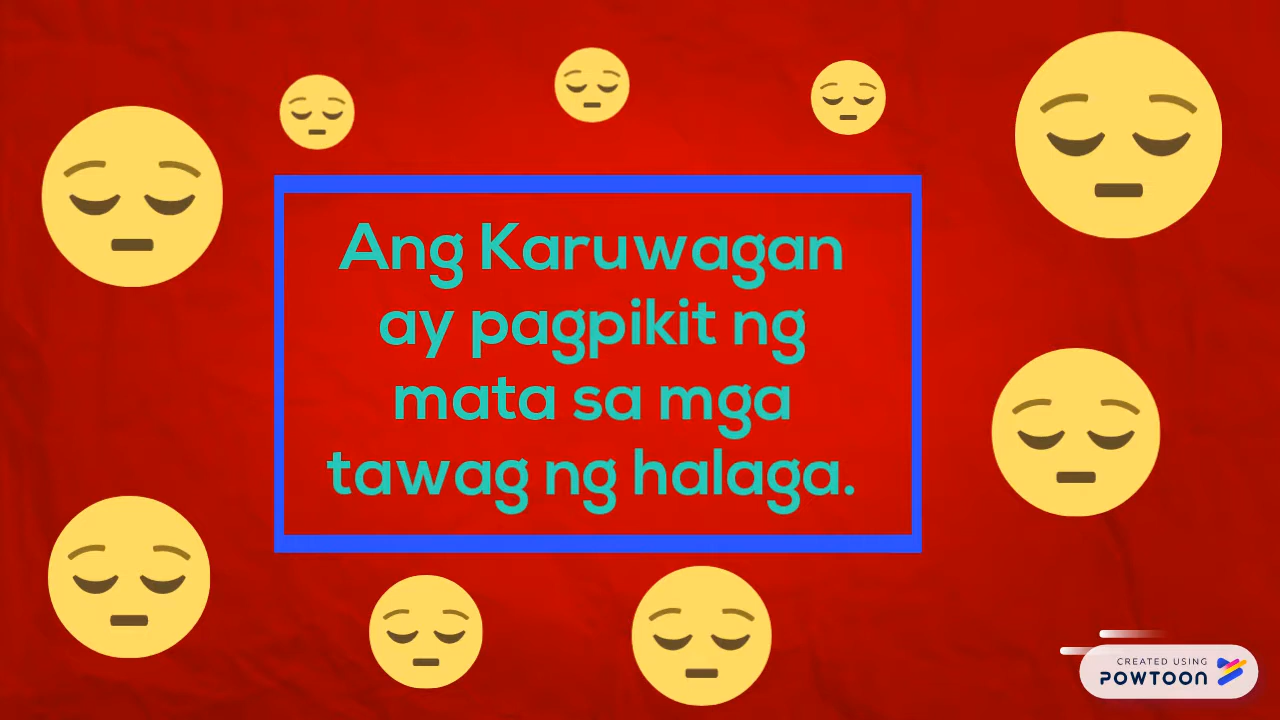 Ang Karuwagan
ay pagpikit ng
mata sa mga
tawag ng halaga.
CREATED USING
POWTOON